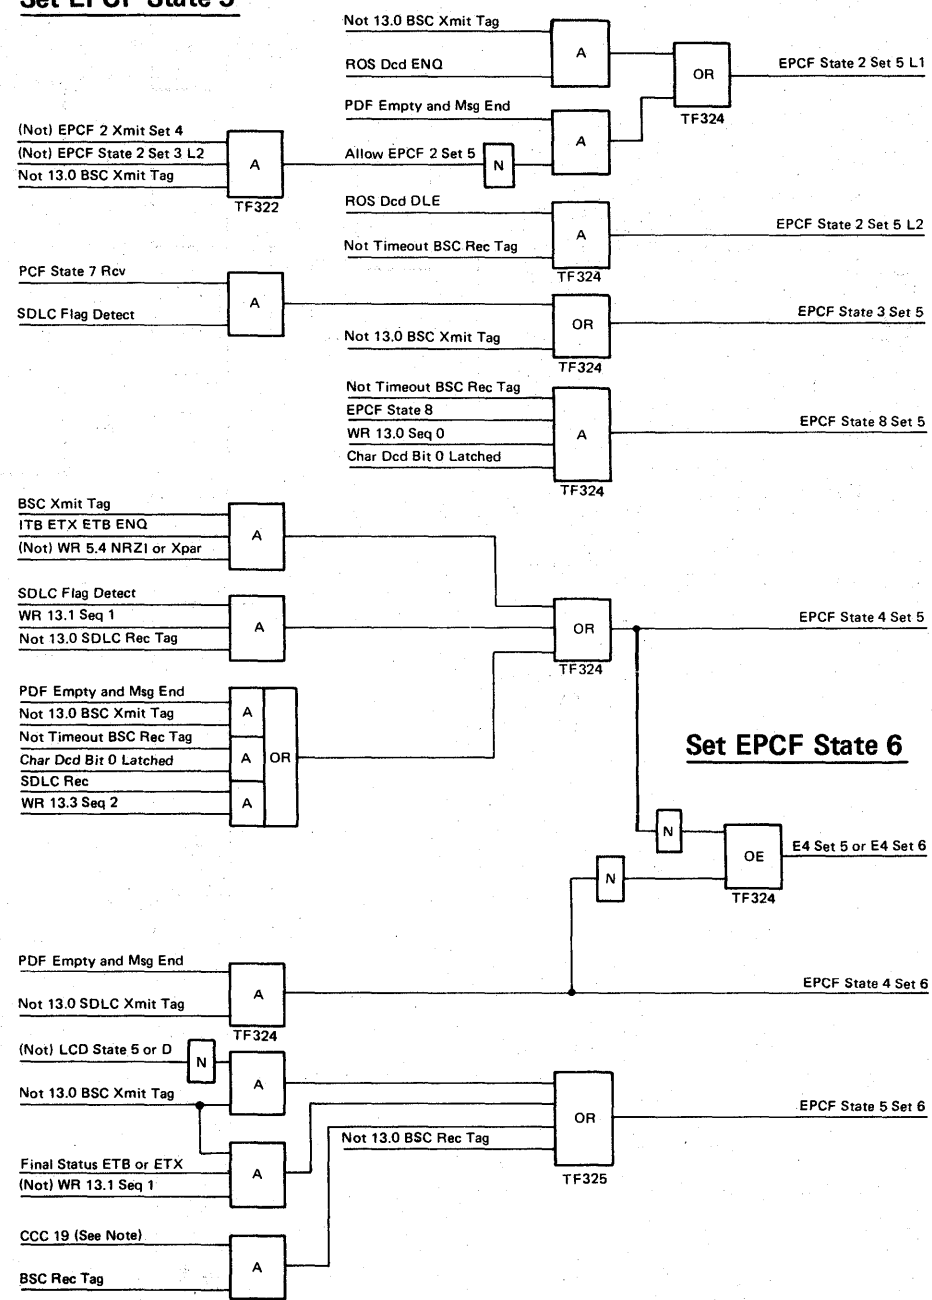 Set EPCF State 5
Not 13.0 BSC Xmit Tag
ROS Dcd ENQ
A
OR
TF324
EPCF State 2 Set 5 L1
PDF Empty and Msg End
A
(Not) EPCF 2 Xmit Set 4
(Not) EPCF State 2 Set 3 L2
Not 13.0 BSC Xmit Tag
A
TF322
Allow EPCF 2 Set 5
N
ROS Dcd DLE
Not Timeout BSC Rec Tag
A
TF324
EPCF State 2 Set 5 L2
PCF State 7 Rcv
SDLC Flag Detect
A
Not 13.0 BSC Xmit Tag
OR
TF324
EPCF State 3 Set 5
Not Timeout BSC Rec Tag
EPCF State 8
WR 13.0 Seq 0
Char Dcd Bit 0 Latched
A
TF324
EPCF State 8 Set 5
BSC Xmit Tag
ITB ETX ETB ENQ
(Not) WR 5.4 NRZI or Xpar
A
SDLC Flag Detect
WR 13.1 Seq 1
Not 13.0 SDLC Rec Tag
A
OR
TF324
EPCF State 4 Set 5
PDF Empty and Msg End
Not 13.0 BSC Xmit Tag
A
Not Timeout BSC Rec Tag
Char Dcd Bit 0 Latched
A
OR
SDLC Rec
WR 13.3 Seq 2
A
Set EPCF State 6
N
N
OE
TF324
E4 Set 5 or E4 Set 6
PDF Empty and Msg End
Not 13.0 SDLC Xmit Tag
A
TF324
EPCF State 4 Set 6
(Not) LCD State 5 or D
N
Not 13.0 BSC Xmit Tag
A
Final Status ETB or ETX
(Not) WR 13.1 Seq 1
A
Not 13.0 BSC Rec Tag
OR
TF325
EPCF State 5 Set 6
CCC 19 (See Note)
BSC Rec Tag
A